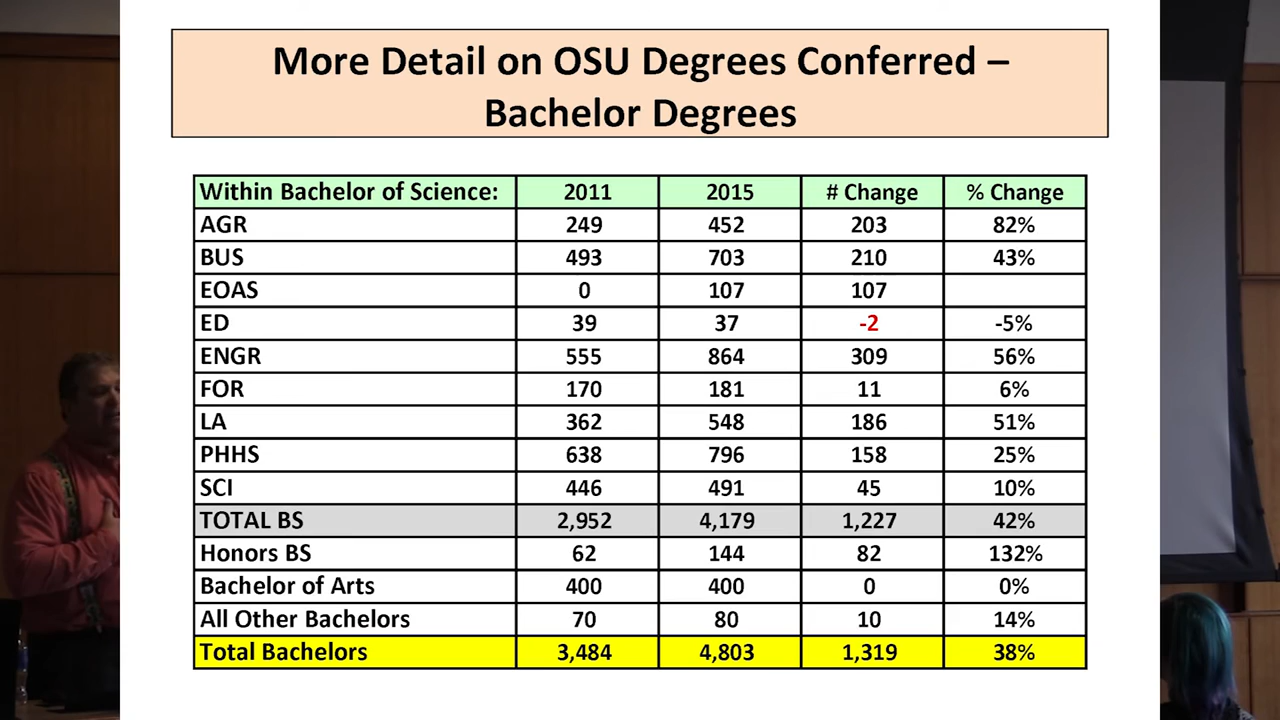 More Detail on OSU Degrees Conferred –
Bachelor Degrees
Within Bachelor of Science: 2011 2015 # Change % Change
AGR 249 452 203 82%
BUS 493 703 210 43%
EOAS 0 107 107
ED 39 37 -2 -5%
ENGR 555 864 309 56%
FOR 170 181 11 6%
LA 362 548 186 51%
PHHS 638 796 158 25%
SCI 446 491 45 10%
TOTAL BS 2,952 4,179 1,227 42%
Honors BS 62 144 82 132%
Bachelor of Arts 400 400 0 0%
All Other Bachelors 70 80 10 14%
Total Bachelors 3,484 4,803 1,319 38%